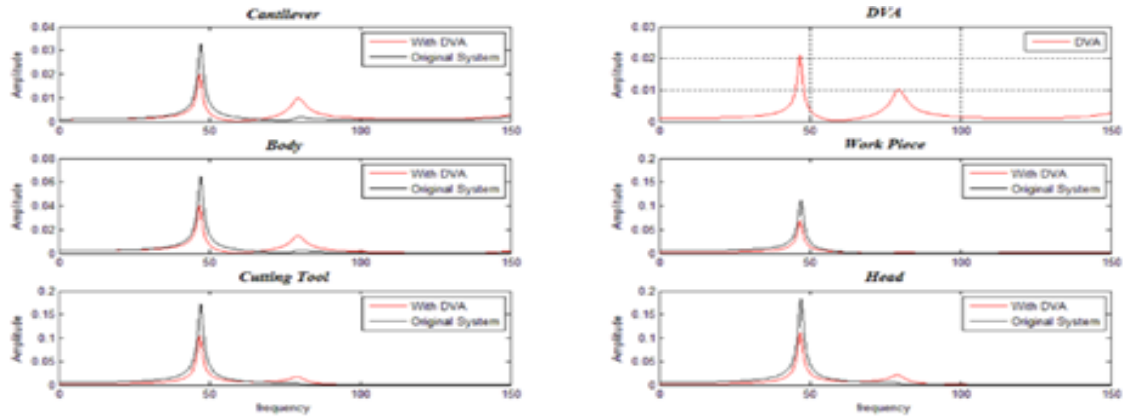 Cantilever
Amplitude
0.04
0.03
0.02
0.01
0
With DVA
Original System
0
50
100
150
DVA
Amplitude
0.04
0.03
0.02
0.01
0
DVA
0
50
100
150
Body
Amplitude
0.08
0.06
0.04
0.02
0
With DVA
Original System
0
50
100
150
Work Piece
Amplitude
0.2
0.15
0.1
0.05
0
With DVA
Original System
0
50
100
150
Cutting Tool
Amplitude
0.2
0.15
0.1
0.05
0
With DVA
Original System
0
50
100
150
frequency
Head
Amplitude
0.2
0.15
0.1
0.05
0
With DVA
Original System
0
50
100
150
frequency